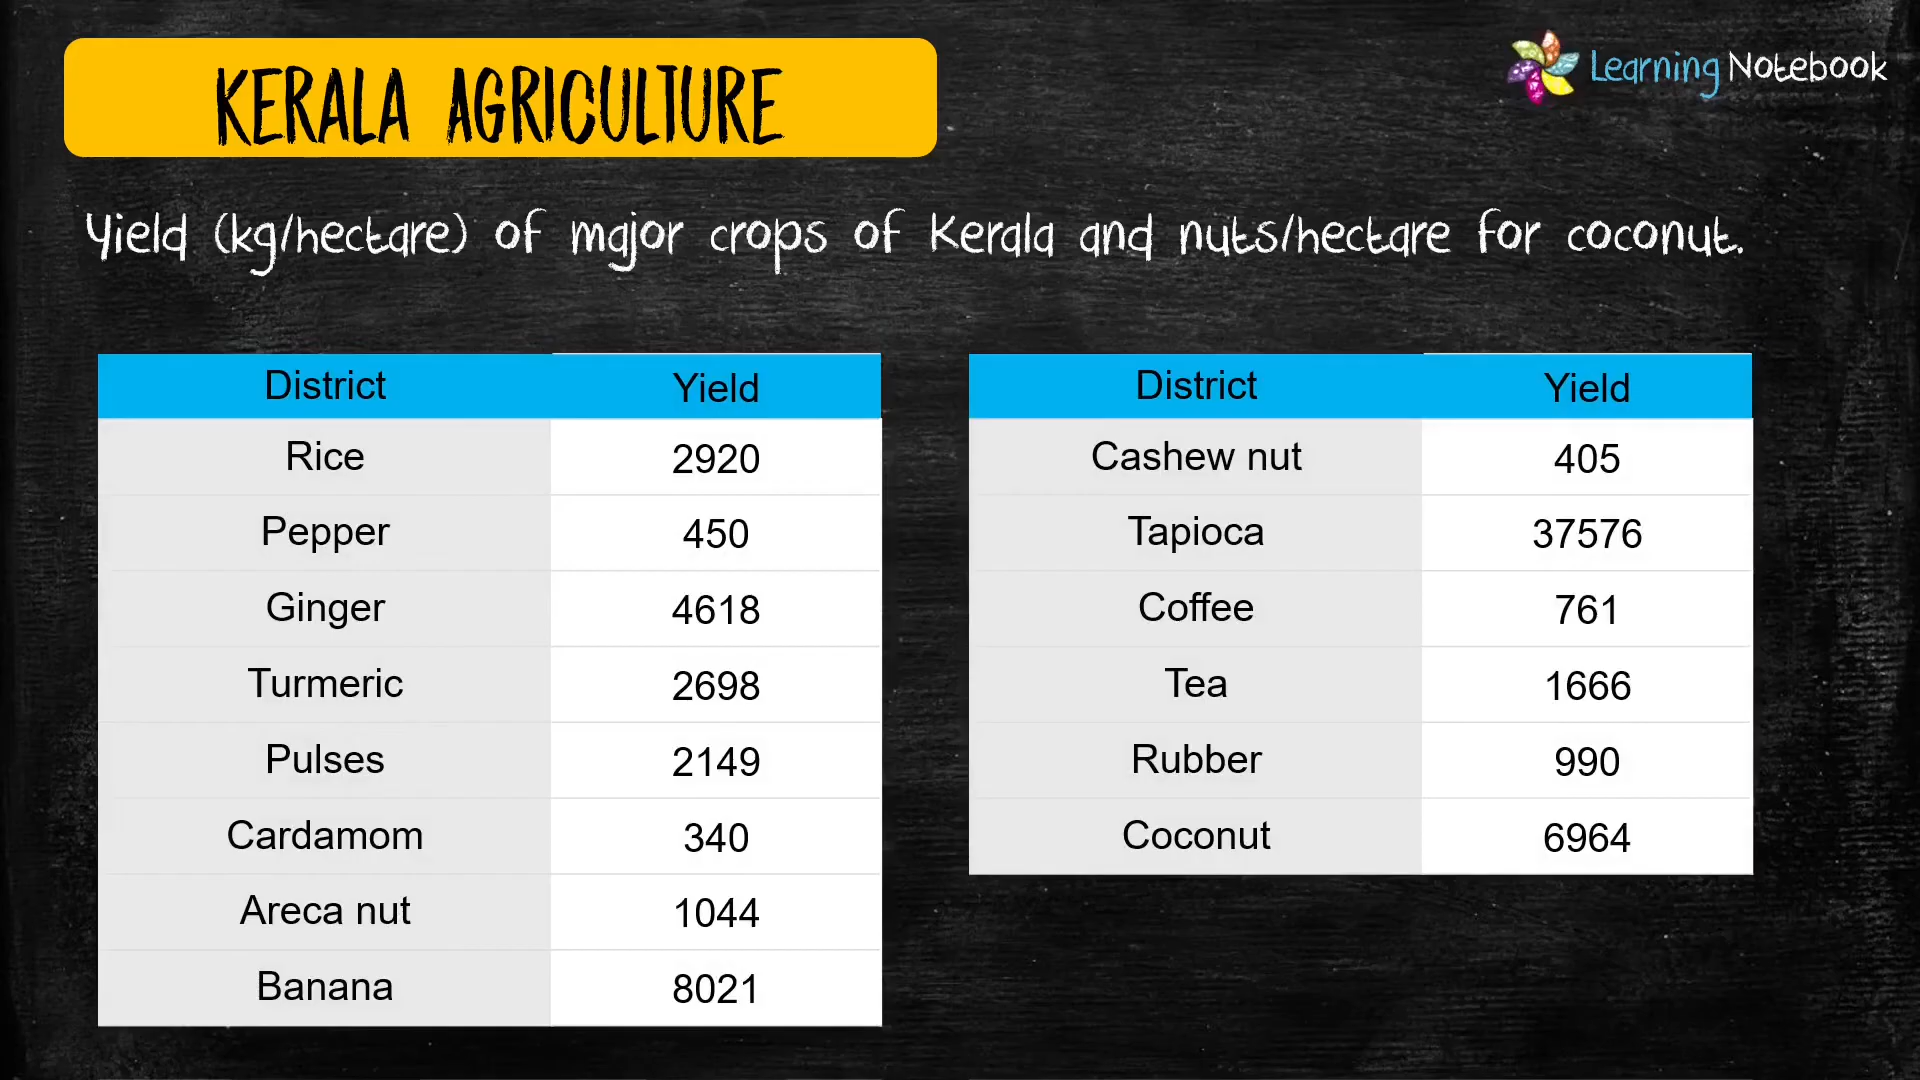 KERALA AGRICULTURE
Learning Notebook
Yield (kg/hectare) of major crops of Kerala and nuts/hectare for coconut.
District Yield
Rice 2920
Pepper 450
Ginger 4618
Turmeric 2698
Pulses 2149
Cardamom 340
Areca nut 1044
Banana 8021
District Yield
Cashew nut 405
Tapioca 37576
Coffee 761
Tea 1666
Rubber 990
Coconut 6964